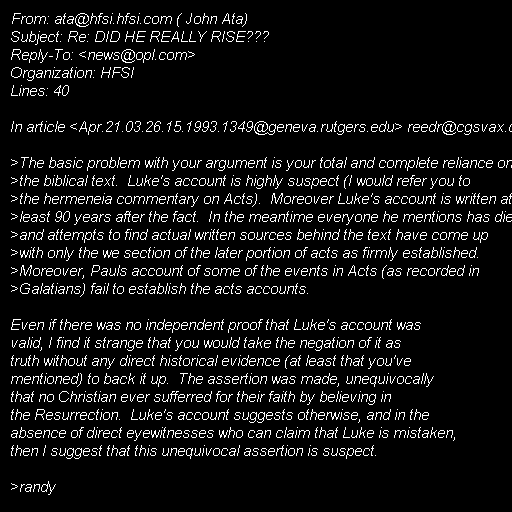 From: ata@hfsi.hfsi.com ( John Ata)
Subject: Re: DID HE REALLY RISE???
Reply-To: <news@opl.com>
Organization: HFSI
Lines: 40

In article <Apr.21.03.26.15.1993.1349@geneva.rutgers.edu> reedr@cgsvax.c

>The basic problem with your argument is your total and complete reliance on
>the biblical text.  Luke's account is highly suspect (I would refer you to
>the hermeneia commentary on Acts).  Moreover Luke's account is written at
>least 90 years after the fact.  In the meantime everyone he mentions has die
>and attempts to find actual written sources behind the text have come up
>with only the we section of the later portion of acts as firmly established.
>Moreover, Pauls account of some of the events in Acts (as recorded in
>Galatians) fail to establish the acts accounts.

Even if there was no independent proof that Luke's account was
valid, I find it strange that you would take the negation of it as
truth without any direct historical evidence (at least that you've
mentioned) to back it up.  The assertion was made, unequivocally
that no Christian ever sufferred for their faith by believing in
the Resurrection.  Luke's account suggests otherwise, and in the
absence of direct eyewitnesses who can claim that Luke is mistaken,
then I suggest that this unequivocal assertion is suspect.

>randy